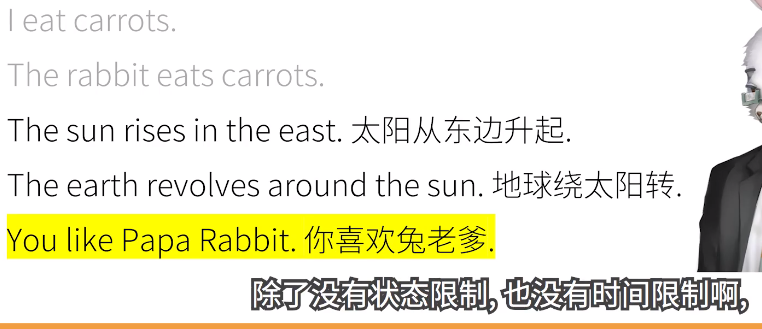 I eat carrots.
The rabbit eats carrots.
The sun rises in the east. 太阳从东边升起.
The earth revolves around the sun. 地球绕太阳转.
You like Papa Rabbit. 你喜欢兔老爹.
除了没有状态限制, 也没有时间限制啊,